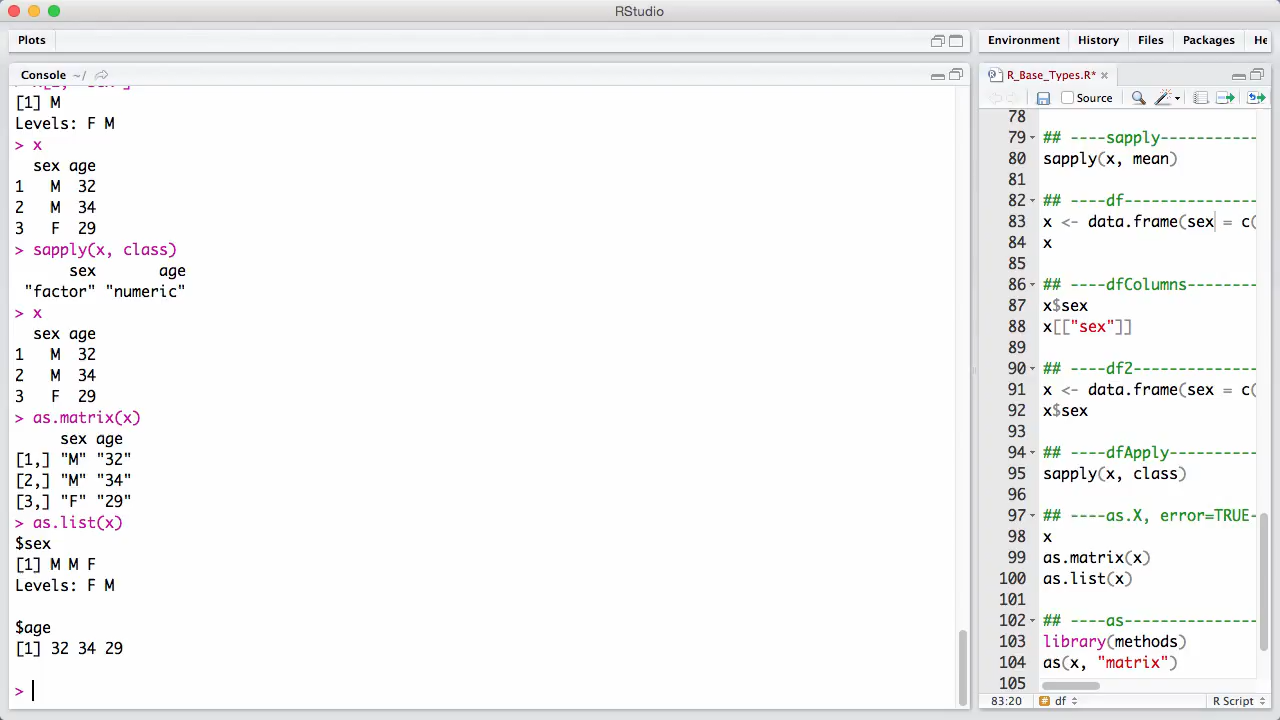 RStudio
Plots
Console ~/
[1] M
Levels: F M
> x
sex age
1 M 32
2 M 34
3 F 29
> sapply(x, class)
sex age
"factor" "numeric"
> x
sex age
1 M 32
2 M 34
3 F 29
> as.matrix(x)
sex age
[1,] "M" "32"
[2,] "M" "34"
[3,] "F" "29"
> as.list(x)
$sex
[1] M M F
Levels: F M
$age
[1] 32 34 29
>
Environment History Files Packages He
R_Base_Types.R*
Source
78
79 ## ----sapply-----------
80 sapply(x, mean)
81
82 ## ----df---------------
83 x <- data.frame(sex = c(
84 x
85
86 ## ----dfColumns--------
87 x$sex
88 x[["sex"]]
89
90 ## ----df2--------------
91 x <- data.frame(sex = c(
92 x$sex
93
94 ## ----dfApply----------
95 sapply(x, class)
96
97 ## ----as.X, error=TRUE-
98 x
99 as.matrix(x)
100 as.list(x)
101
102 ## ----as---------------
103 library(methods)
104 as(x, "matrix")
105
83:20 # df R Script